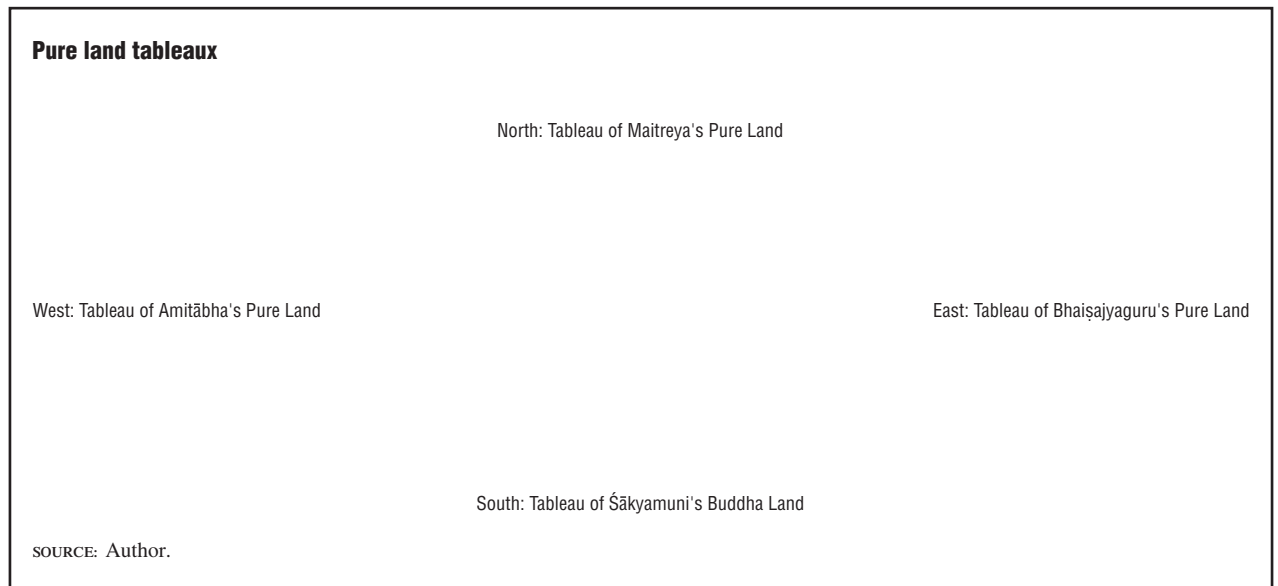 Pure land tableaux
North: Tableau of Maitreya's Pure Land
West: Tableau of Amitābha's Pure Land
East: Tableau of Bhaiṣajyaguru's Pure Land
South: Tableau of Śākyamuni's Buddha Land
SOURCE: Author.